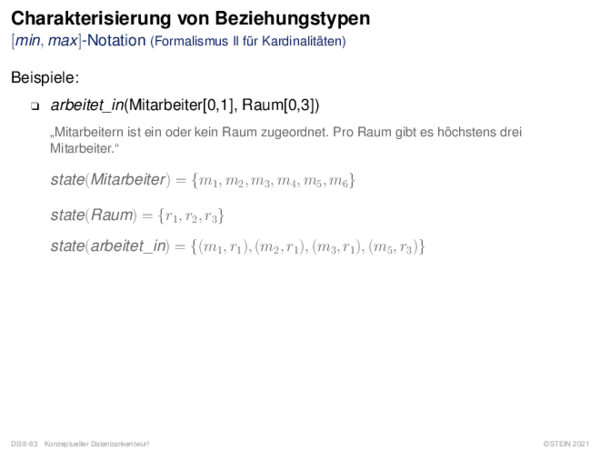 Charakterisierung von Beziehungstypen
[min, max]-Notation (Formalismus II für Kardinalitäten)
Beispiele:
❑ arbeitet_in(Mitarbeiter[0,1], Raum[0,3])
„Mitarbeitern ist ein oder kein Raum zugeordnet. Pro Raum gibt es höchstens drei
Mitarbeiter.“
state(Mitarbeiter) = {m₁, m₂, m₃, m₄, m₅, m₆}
state(Raum) = {r₁, r₂, r₃}
state(arbeitet_in) = {(m₁, r₁), (m₂, r₁), (m₃, r₁), (m₅, r₃)}
DB:II-63 Konzeptueller Datenbankentwurf ©STEIN 2021